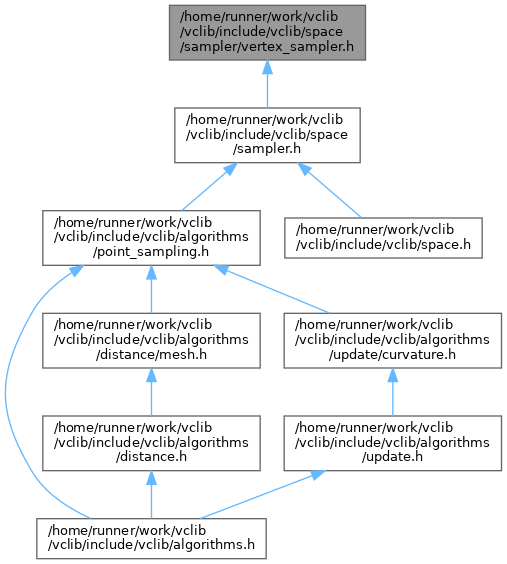 /home/runner/work/vclib
/vclib/include/vclib/space
/sampler/vertex_sampler.h
/home/runner/work/vclib
/vclib/include/vclib/space
/sampler.h
/home/runner/work/vclib
/vclib/include/vclib/algorithms
/point_sampling.h
/home/runner/work/vclib
/vclib/include/vclib/space.h
/home/runner/work/vclib
/vclib/include/vclib/algorithms
/distance/mesh.h
/home/runner/work/vclib
/vclib/include/vclib/algorithms
/update/curvature.h
/home/runner/work/vclib
/vclib/include/vclib/algorithms
/distance.h
/home/runner/work/vclib
/vclib/include/vclib/algorithms
/update.h
/home/runner/work/vclib
/vclib/include/vclib/algorithms.h